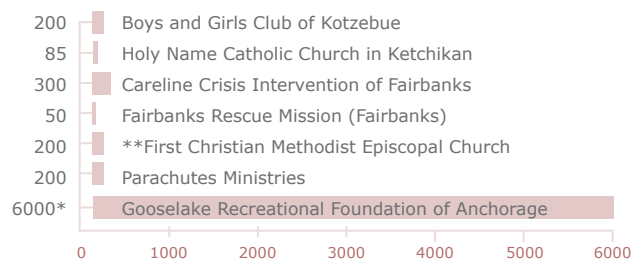 200 Boys and Girls Club of Kotzebue
85 Holy Name Catholic Church in Ketchikan
300 Careline Crisis Intervention of Fairbanks
50 Fairbanks Rescue Mission (Fairbanks)
200 **First Christian Methodist Episcopal Church
200 Parachutes Ministries
6000* Gooselake Recreational Foundation of Anchorage
0 1000 2000 3000 4000 5000 6000